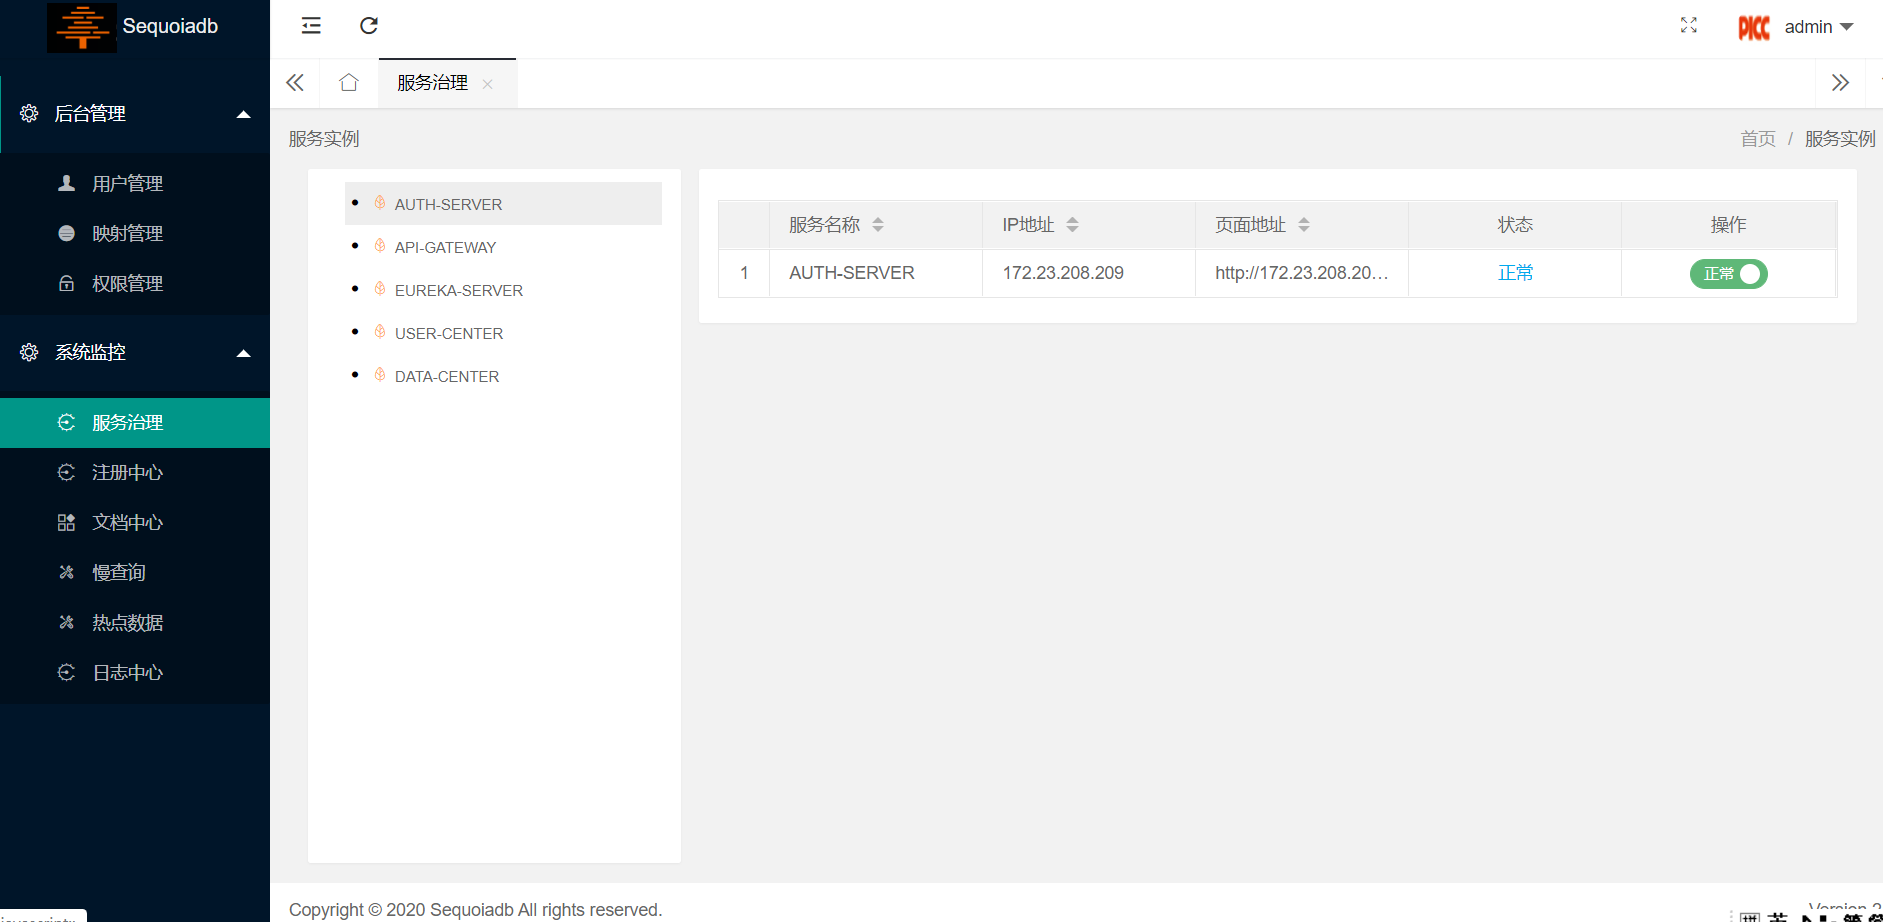 Sequoiadb
PICC admin
服务治理
后台管理
用户管理
映射管理
权限管理
系统监控
服务治理
注册中心
文档中心
慢查询
热点数据
日志中心
服务实例
首页 / 服务实例
AUTH-SERVER
API-GATEWAY
EUREKA-SERVER
USER-CENTER
DATA-CENTER
服务名称 IP地址 页面地址 状态 操作
1 AUTH-SERVER 172.23.208.209 http://172.23.208.20... 正常 正常
Copyright © 2020 Sequoiadb All rights reserved.